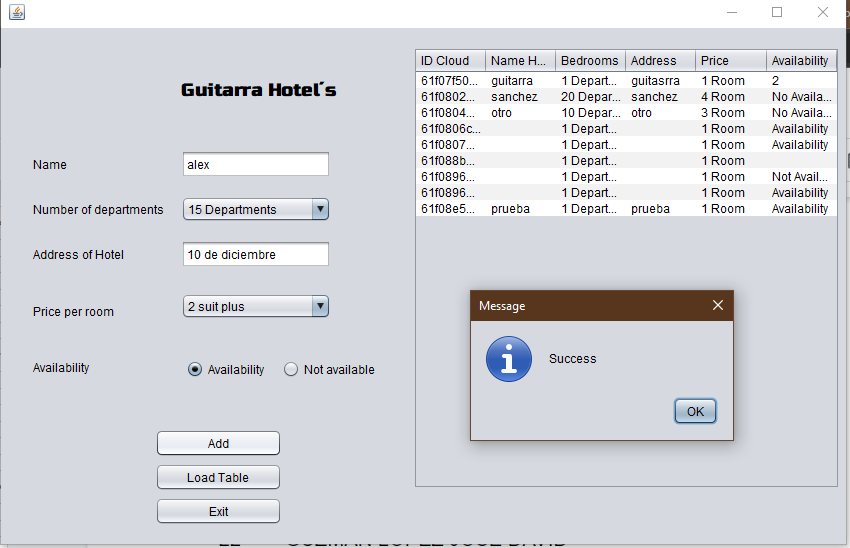 Guitarra Hotel´s
Name
alex
Number of departments
15 Departments
Address of Hotel
10 de diciembre
Price per room
2 suit plus
Availability
Availability
Not available
Add
Load Table
Exit
ID Cloud Name H... Bedrooms Address Price Availability
61f07f50... guitarra 1 Depart... guitasrra 1 Room 2
61f0802... sanchez 20 Depar... sanchez 4 Room No Availa...
61f0804... otro 10 Depar... otro 3 Room No Availa...
61f0806c... 1 Depart... 1 Room Availability
61f0807... 1 Depart... 1 Room Availability
61f088b... 1 Depart... 1 Room
61f0896... 1 Depart... 1 Room Not Avail...
61f0896... 1 Depart... 1 Room Availability
61f08e5... prueba 1 Depart... prueba 1 Room Availability
Message
Success
OK